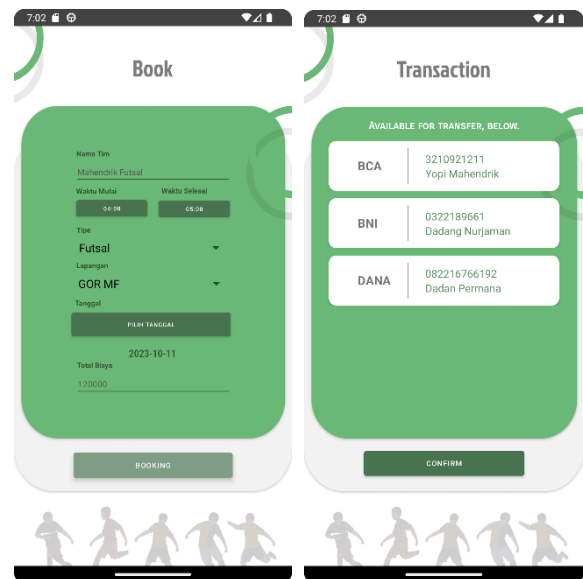 7:02
Book
Nama Tim
Mahendrik Futsal
Waktu Mulai Waktu Selesai
04:00 05:00
Tipe
Futsal
Lapangan
GOR MF
Tanggal
PILIH TANGGAL
2023-10-11
Total Biaya
120000
BOOKING
7:02
Transaction
AVAILABLE FOR TRANSFER, BELOW.
BCA
3210921211
Yopi Mahendrik
BNI
0322189661
Dadang Nurjaman
DANA
082216766192
Dadan Permana
CONFIRM